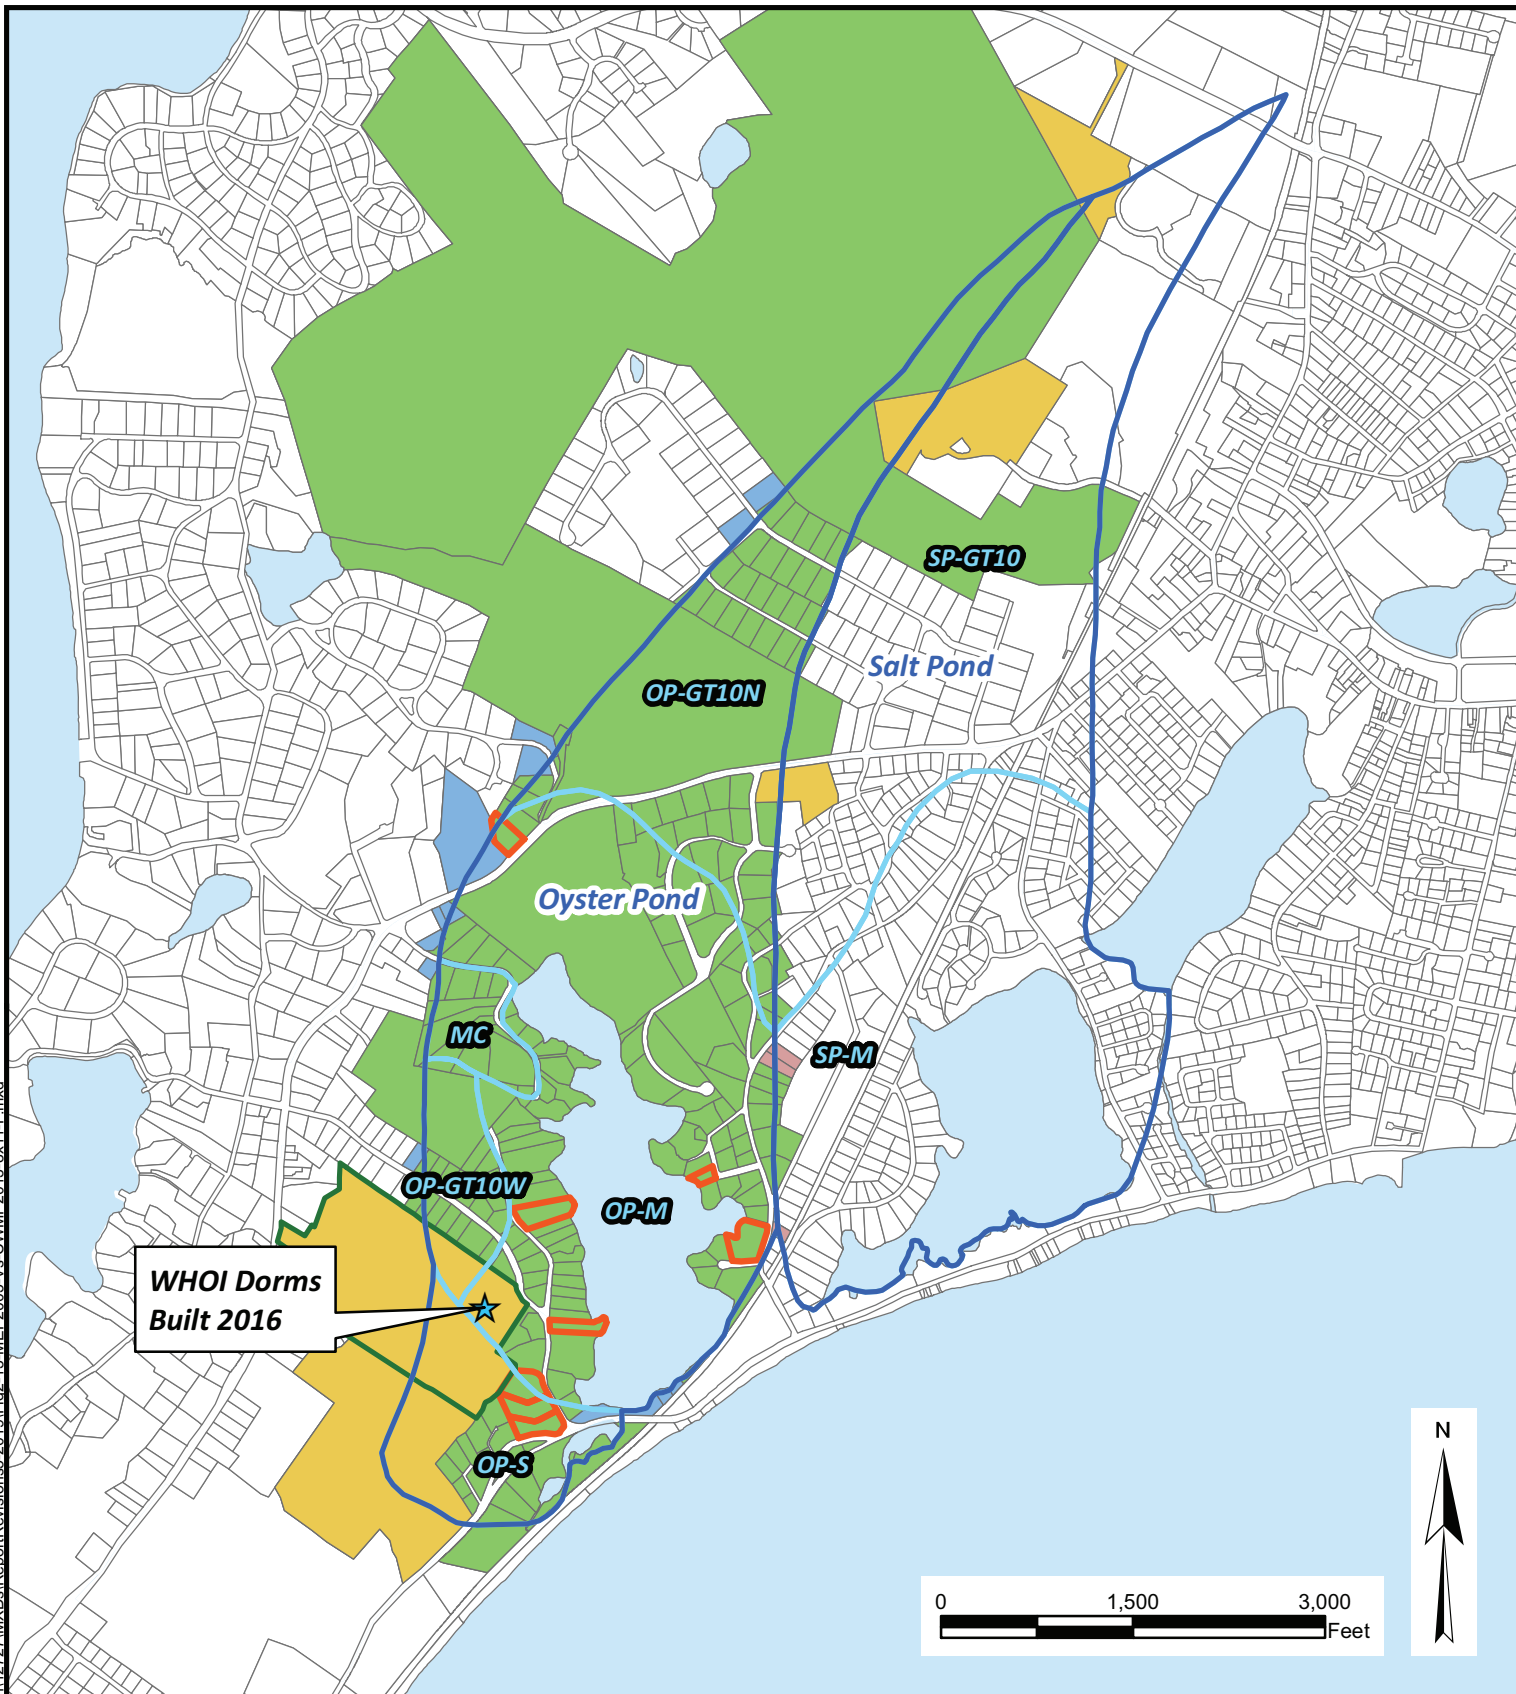 SP-GT10
Salt Pond
OP-GT10N
Oyster Pond
MC
SP-M
OP-GT10W
OP-M
WHOI Dorms
Built 2016
OP-S
N
0 1,500 3,000
Feet